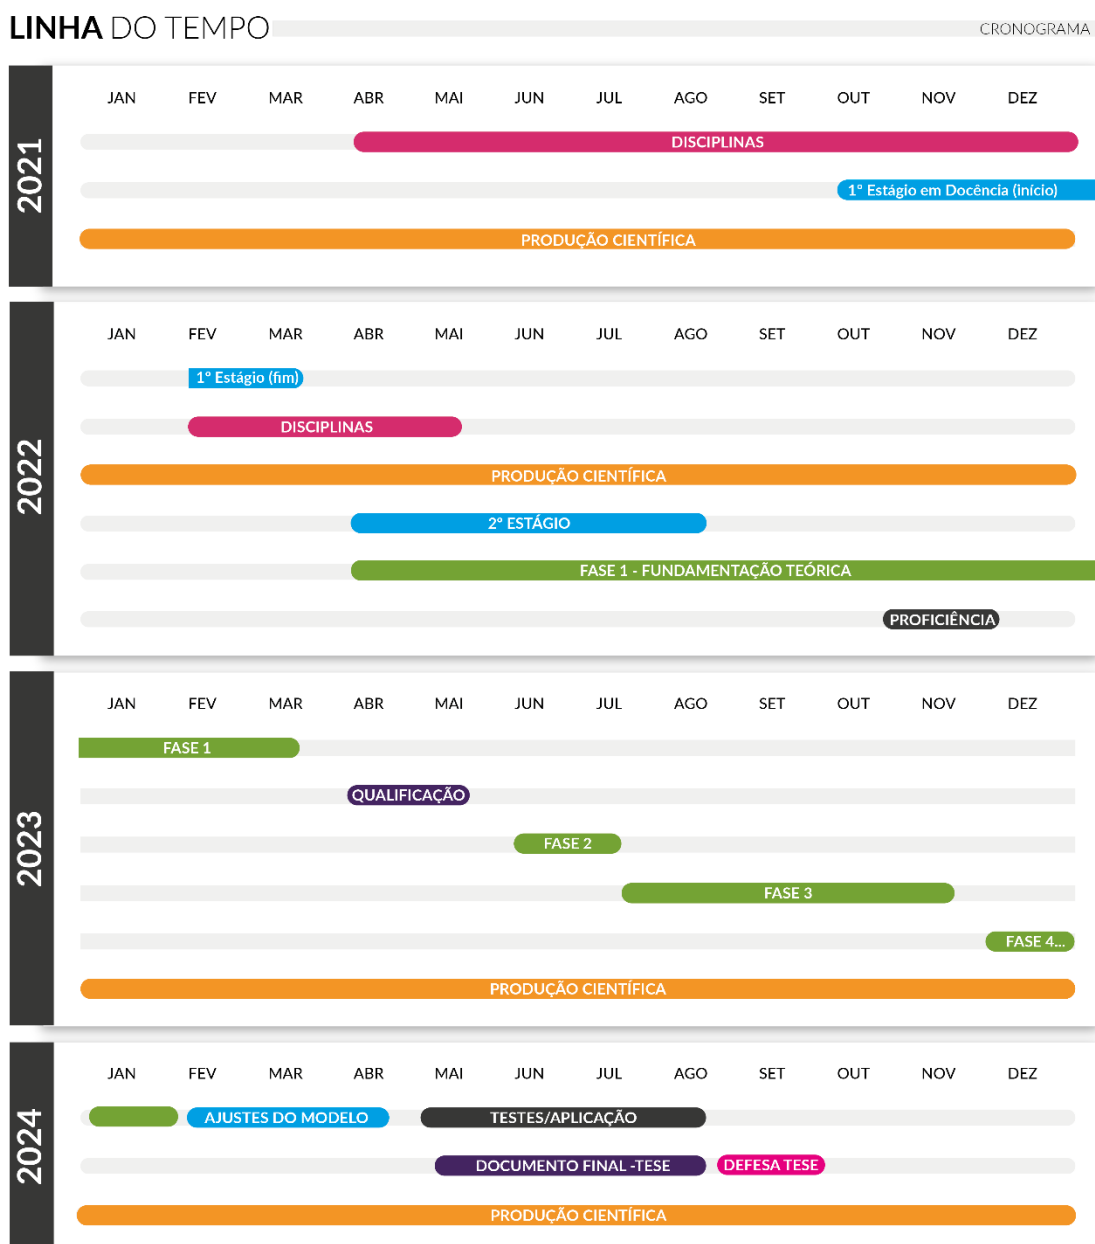 LINHA DO TEMPO
CRONOGRAMA
2021
JAN FEV MAR ABR MAI JUN JUL AGO SET OUT NOV DEZ
DISCIPLINAS
1º Estágio em Docência (início)
PRODUÇÃO CIENTÍFICA
2022
JAN FEV MAR ABR MAI JUN JUL AGO SET OUT NOV DEZ
1º Estágio (fim)
DISCIPLINAS
PRODUÇÃO CIENTÍFICA
2º ESTÁGIO
FASE 1 - FUNDAMENTAÇÃO TEÓRICA
PROFICIÊNCIA
2023
JAN FEV MAR ABR MAI JUN JUL AGO SET OUT NOV DEZ
FASE 1
QUALIFICAÇÃO
FASE 2
FASE 3
FASE 4...
PRODUÇÃO CIENTÍFICA
2024
JAN FEV MAR ABR MAI JUN JUL AGO SET OUT NOV DEZ
AJUSTES DO MODELO TESTES/APLICAÇÃO
DOCUMENTO FINAL -TESE DEFESA TESE
PRODUÇÃO CIENTÍFICA